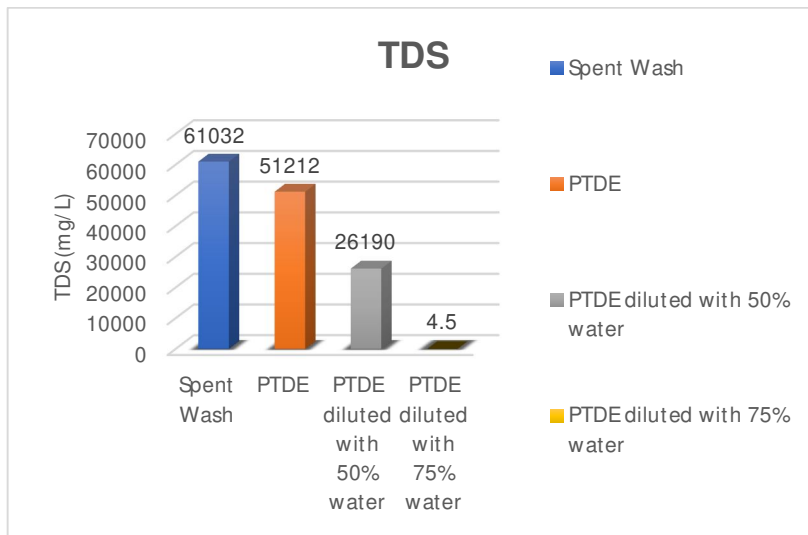 TDS
70000
60000
50000
40000
30000
20000
10000
0
TDS(mg/L)
61032
51212
26190
4.5
Spent
Wash
PTDE
PTDE
diluted
with
50%
water
PTDE
diluted
with
75%
water
Spent Wash
PTDE
PTDE diluted with 50%
water
PTDE diluted with 75%
water